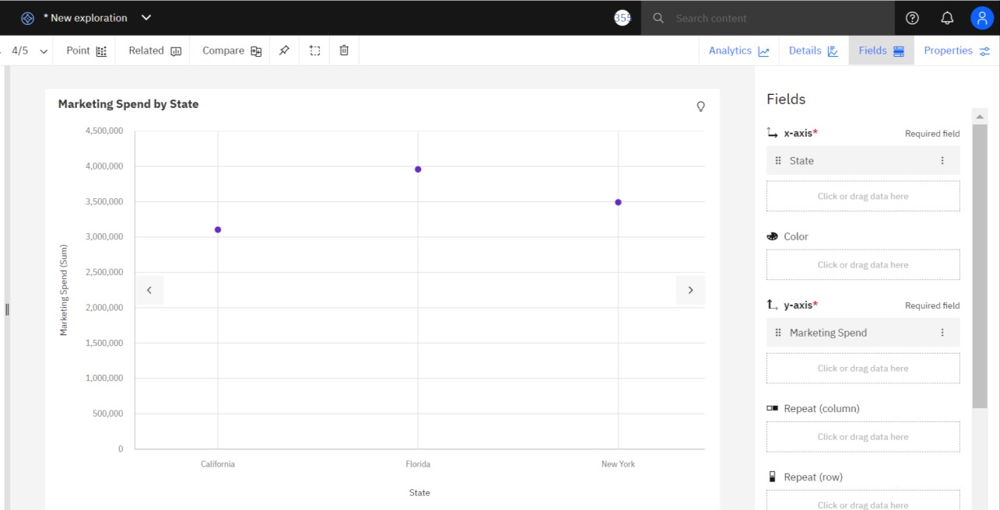 * New exploration
355
Search content
4/5
Point
Related
Compare
Analytics
Details
Fields
Properties
Marketing Spend by State
4,500,000
4,000,000
3,500,000
3,000,000
2,500,000
2,000,000
1,500,000
1,000,000
500,000
0
Marketing Spend (Sum)
California
Florida
New York
State
Fields
x-axis*
Required field
State
Click or drag data here
Color
Click or drag data here
y-axis*
Required field
Marketing Spend
Click or drag data here
Repeat (column)
Click or drag data here
Repeat (row)
Click or drag data here